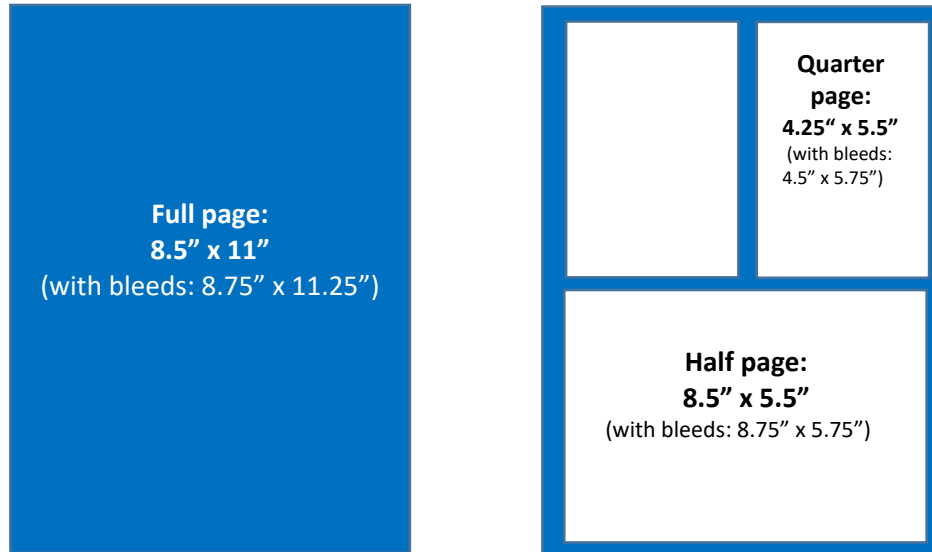 Full page:
8.5” x 11”
(with bleeds: 8.75” x 11.25”)
Quarter
page:
4.25“ x 5.5”
(with bleeds:
4.5” x 5.75”)
Half page:
8.5” x 5.5”
(with bleeds: 8.75” x 5.75”)